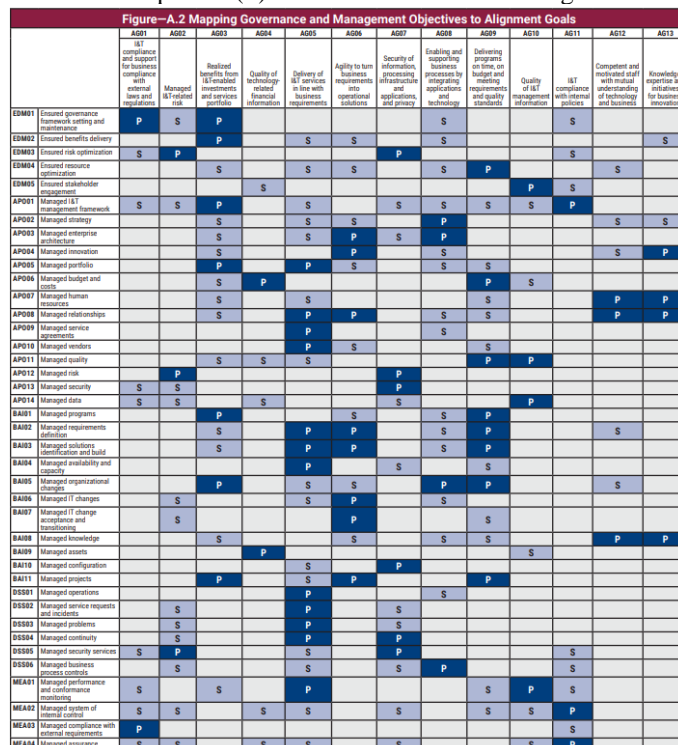 Figure—A.2 Mapping Governance and Management Objectives to Alignment Goals
AG01 AG02 AG03 AG04 AG05 AG06 AG07 AG08 AG09 AG10 AG11 AG12 AG13
I&T compliance and support for business compliance with external laws and regulations
Managed I&T-related risk
Realized benefits from I&T-enabled investments and services portfolio
Quality of technology-related financial information
Delivery of I&T services in line with business requirements
Agility to turn business requirements into operational solutions
Security of information, processing infrastructure and applications, and privacy
Enabling and supporting business processes by integrating applications and technology
Delivering programs on time, on budget and meeting requirements and quality standards
Quality of I&T management information
I&T compliance with internal policies
Competent and motivated staff with mutual understanding of technology and business
Knowledge expertise a initiatives for business innovation
EDM01 Ensured governance framework setting and maintenance P S P S S
EDM02 Ensured benefits delivery P S S S S
EDM03 Ensured risk optimization S P P S
EDM04 Ensured resource optimization S S S S P S
EDM05 Ensured stakeholder engagement S P S
APO01 Managed I&T management framework S S P S S S S S P
APO02 Managed strategy S S S P S S
APO03 Managed enterprise architecture S S P S P
APO04 Managed innovation S P S S P
APO05 Managed portfolio P P S S S
APO06 Managed budget and costs S P P S
APO07 Managed human resources S S S P P
APO08 Managed relationships S P P S P P
APO09 Managed service agreements P S
APO10 Managed vendors P S S
APO11 Managed quality S S S P P
APO12 Managed risk P P
APO13 Managed security S S P
APO14 Managed data S S S S P
BAI01 Managed programs P S S P
BAI02 Managed requirements definition S P P S P S
BAI03 Managed solutions identification and build S P P S P
BAI04 Managed availability and capacity P S S
BAI05 Managed organizational changes P S S P P S
BAI06 Managed IT changes S S P S
BAI07 Managed IT change acceptance and transitioning S P S
BAI08 Managed knowledge S S S S P P
BAI09 Managed assets P S
BAI10 Managed configuration S P
BAI11 Managed projects P S P P
DSS01 Managed operations P S
DSS02 Managed service requests and incidents S P S
DSS03 Managed problems S P S
DSS04 Managed continuity S P P
DSS05 Managed security services S P S P S
DSS06 Managed business process controls S S S P S
MEA01 Managed performance and conformance monitoring S S P S P S
MEA02 Managed system of internal control S S S S S S S P
MEA03 Managed compliance with external requirements P S
MEA04 Managed assurance S S S S S S S P